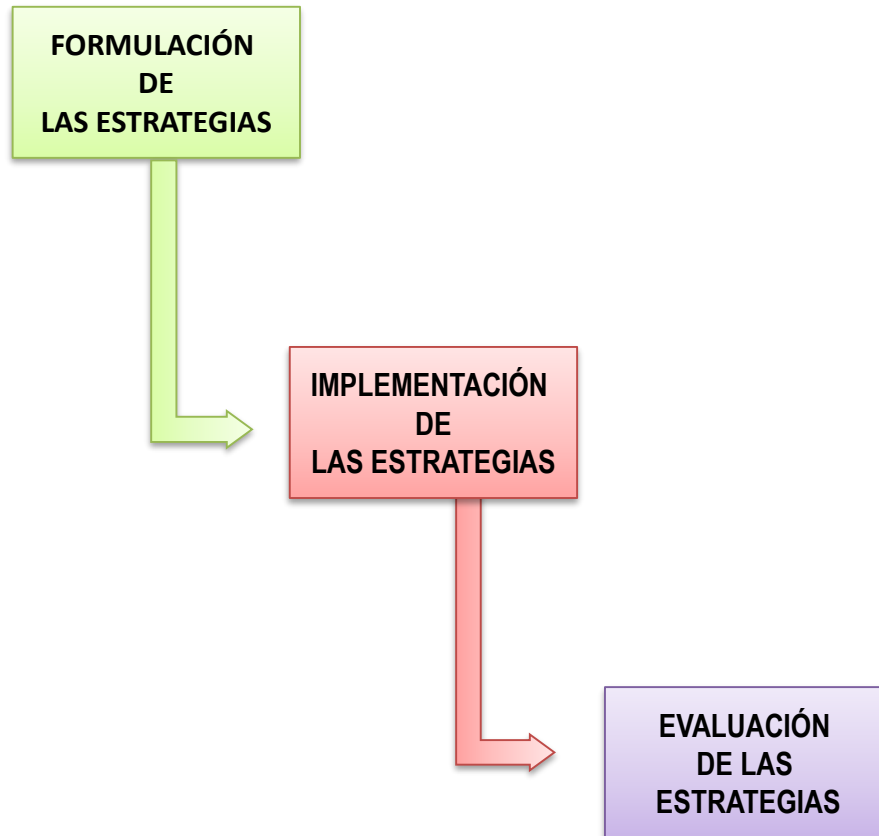 FORMULACIÓN
DE
LAS ESTRATEGIAS
IMPLEMENTACIÓN
DE
LAS ESTRATEGIAS
EVALUACIÓN
DE LAS
ESTRATEGIAS